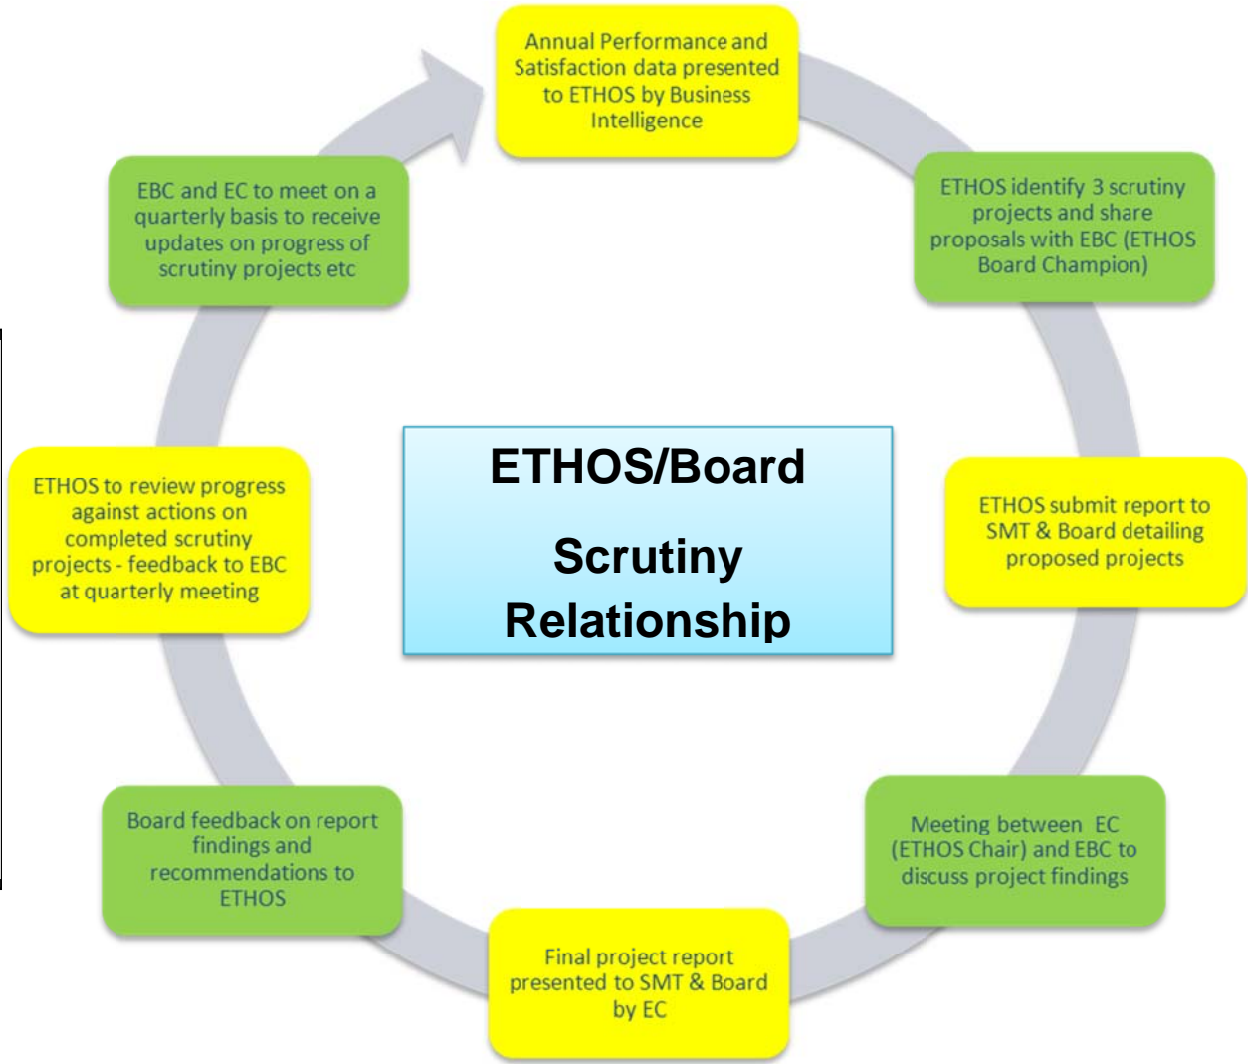 Annual Performance and
Satisfaction data presented
to ETHOS by Business
Intelligence
ETHOS identify 3 scrutiny
projects and share
proposals with EBC (ETHOS
Board Champion)
ETHOS submit report to
SMT & Board detailing
proposed projects
Meeting between EC
(ETHOS Chair) and EBC to
discuss project findings
Final project report
presented to SMT & Board
by EC
Board feedback on report
findings and
recommendations to
ETHOS
ETHOS to review progress
against actions on
completed scrutiny
projects - feedback to EBC
at quarterly meeting
EBC and EC to meet on a
quarterly basis to receive
updates on progress of
scrutiny projects etc
ETHOS/Board
Scrutiny
Relationship